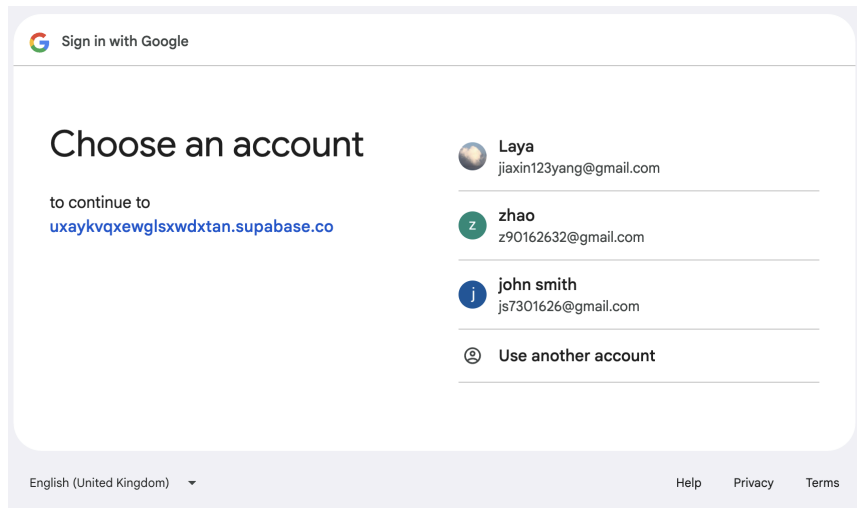 Sign in with Google
Choose an account
to continue to
uxaykvqxewglsxwdxtan.supabase.co
Laya
jiaxin123yang@gmail.com
z
zhao
z90162632@gmail.com
j
john smith
js7301626@gmail.com
Use another account
English (United Kingdom)
Help Privacy Terms